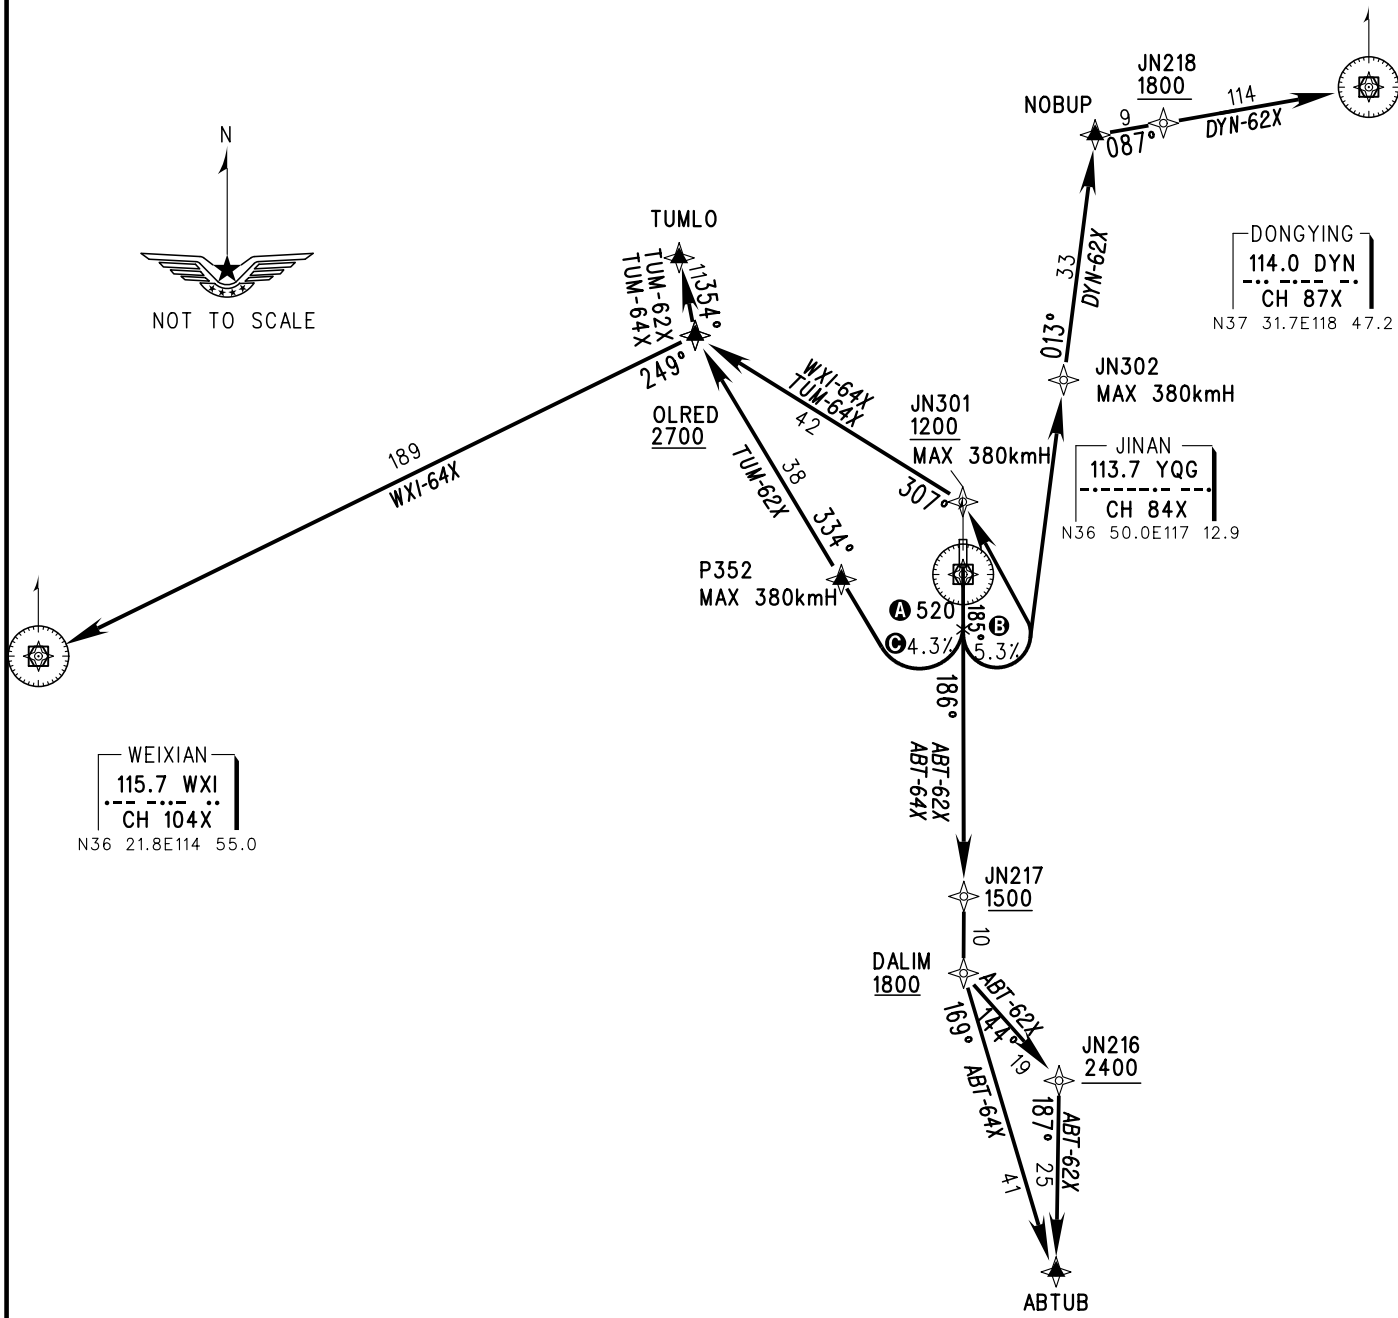 JN218
1800
NOBUP
9
114
087°
DYN-62X
N
NOT TO SCALE
TUMLO
TUM-62X
TUM-64X
11
354°
33
DYN-62X
013°
DONGYING
114.0 DYN
CH 87X
N37 31.7E118 47.2
249°
OLRED
2700
WXI-64X
TUM-64X
42
JN301
1200
MAX 380kmH
307°
JN302
MAX 380kmH
JINAN
113.7 YQG
CH 84X
N36 50.0E117 12.9
189
WXI-64X
38
TUM-62X
334°
P352
MAX 380kmH
A 520
185°
B
C 4.3%
5.3%
186°
ABT-62X
ABT-64X
WEIXIAN
115.7 WXI
CH 104X
N36 21.8E114 55.0
JN217
1500
10
DALIM
1800
ABT-62X
144°
19
169°
ABT-64X
41
JN216
2400
187°
ABT-62X
25
ABTUB